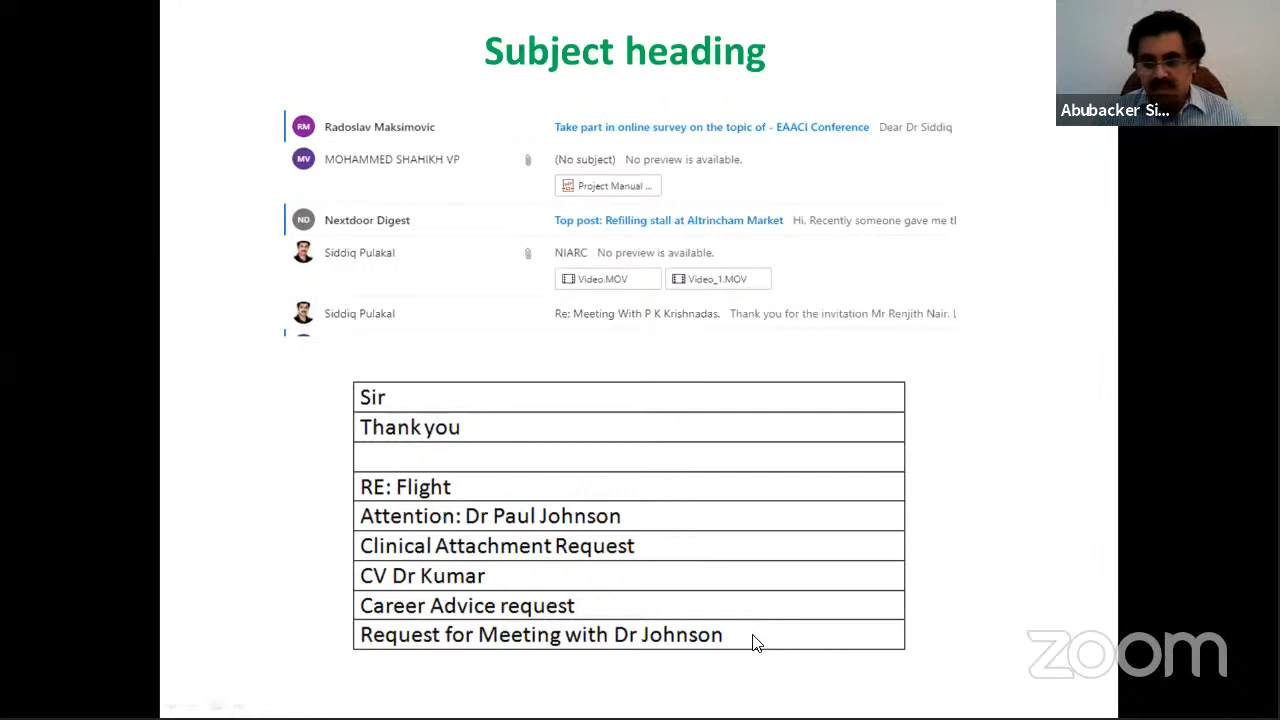 Subject heading
Abubacker Si...
RM Radoslav Maksimovic Take part in online survey on the topic of - EAACI Conference Dear Dr Siddiq
MV MOHAMMED SHAHIKH VP (No subject) No preview is available.
Project Manual ...
ND Nextdoor Digest Top post: Refilling stall at Altrincham Market Hi. Recently someone gave me th
Siddiq Pulakal NIARC No preview is available.
Video.MOV Video_1.MOV
Siddiq Pulakal Re: Meeting With P K Krishnadas. Thank you for the invitation Mr Renjith Nair. L
Sir
Thank you
RE: Flight
Attention: Dr Paul Johnson
Clinical Attachment Request
CV Dr Kumar
Career Advice request
Request for Meeting with Dr Johnson
zoom